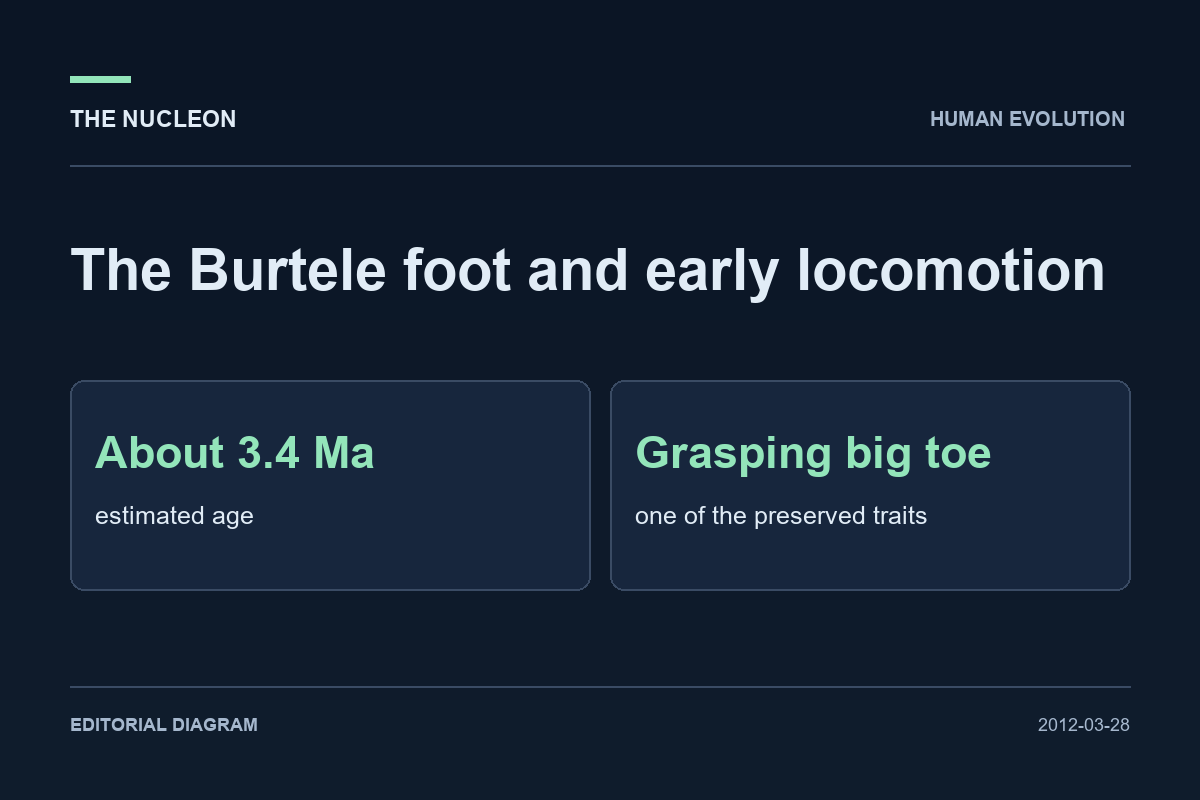 THE NUCLEON
HUMAN EVOLUTION
The Burtele foot and early locomotion
About 3.4 Ma
estimated age
Grasping big toe
one of the preserved traits
EDITORIAL DIAGRAM
2012-03-28